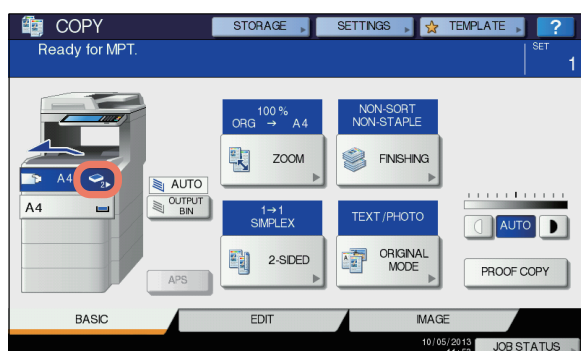 COPY
STORAGE
SETTINGS
TEMPLATE
?
Ready for MPT.
SET
1
100 %
ORG → A4
NON-SORT
NON-STAPLE
ZOOM
FINISHING
A4
2
A4
AUTO
OUTPUT
BIN
1→1
SIMPLEX
TEXT/PHOTO
2-SIDED
ORIGINAL
MODE
AUTO
APS
PROOF COPY
BASIC
EDIT
IMAGE
10/05/2013
JOB STATUS